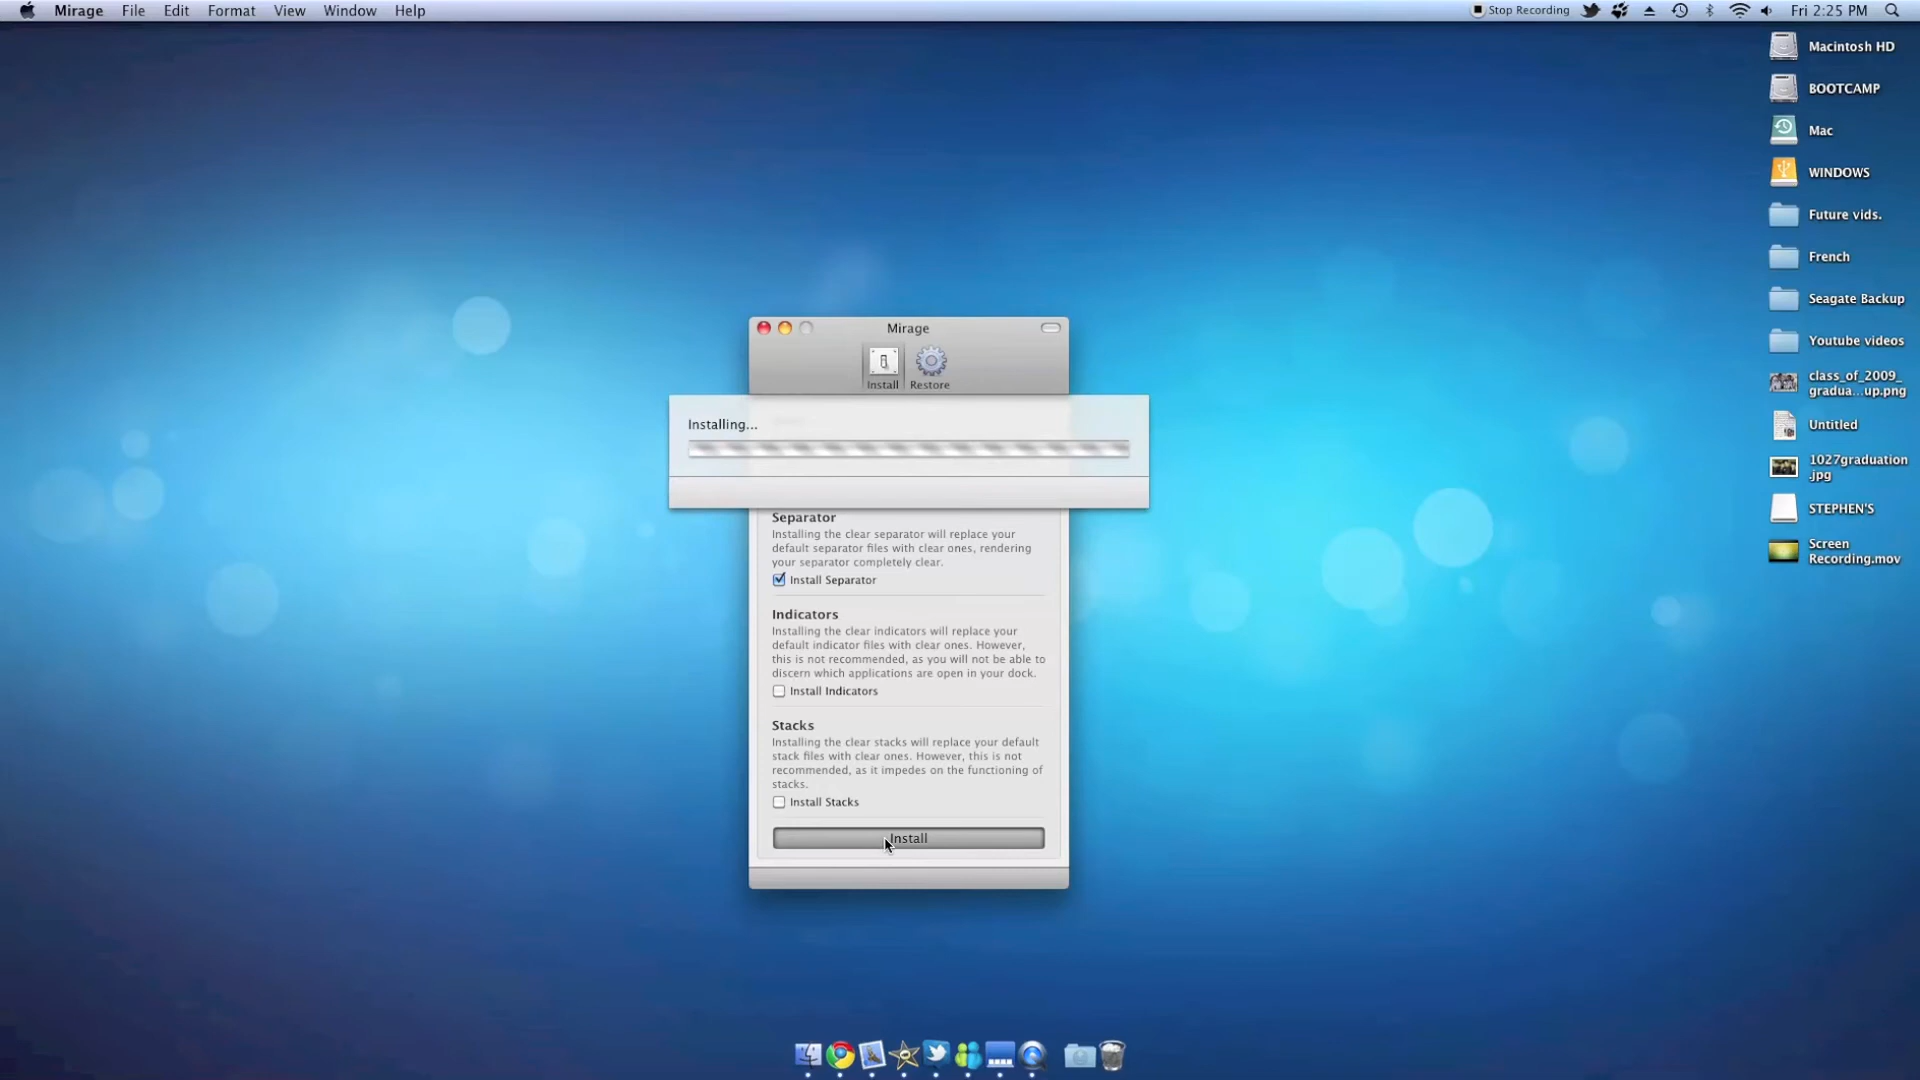 Mirage File Edit Format View Window Help
Stop Recording Fri 2:25 PM
Macintosh HD
BOOTCAMP
Mac
WINDOWS
Future vids.
French
Seagate Backup
Youtube videos
class_of_2009_
gradua...up.png
Untitled
1027graduation
.jpg
STEPHEN'S
Screen
Recording.mov
Mirage
Install Restore
Installing...
Separator
Installing the clear separator will replace your
default separator files with clear ones, rendering
your separator completely clear.
Install Separator
Indicators
Installing the clear indicators will replace your
default indicator files with clear ones. However,
this is not recommended, as you will not be able to
discern which applications are open in your dock.
Install Indicators
Stacks
Installing the clear stacks will replace your default
stack files with clear ones. However, this is not
recommended, as it impedes on the functioning of
stacks.
Install Stacks
Install